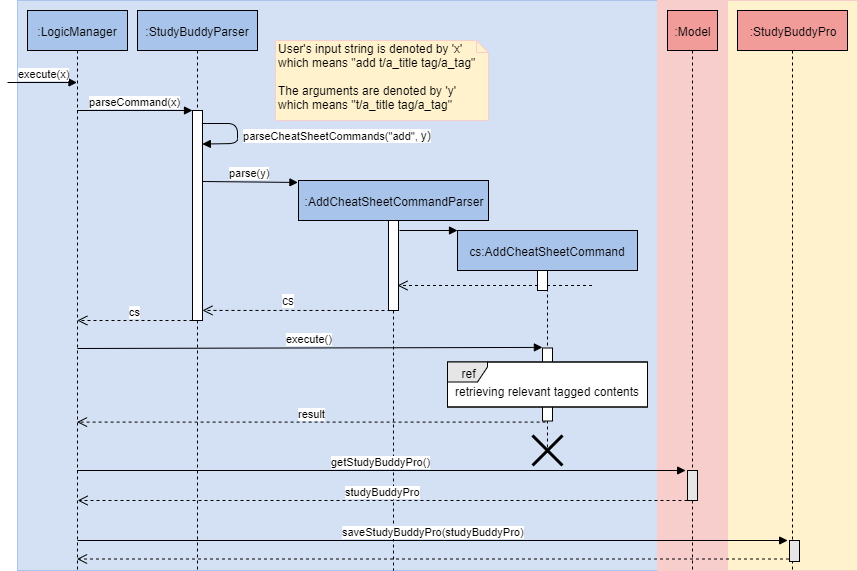 :LogicManager
:StudyBuddyParser
:Model
:StudyBuddyPro
User's input string is denoted by 'x'
which means "add t/a_title tag/a_tag"
The arguments are denoted by 'y'
which means "t/a_title tag/a_tag"
execute(x)
parseCommand(x)
parseCheatSheetCommands("add", y)
parse(y)
:AddCheatSheetCommandParser
cs:AddCheatSheetCommand
cs
cs
execute()
ref
retrieving relevant tagged contents
result
getStudyBuddyPro()
studyBuddyPro
saveStudyBuddyPro(studyBuddyPro)